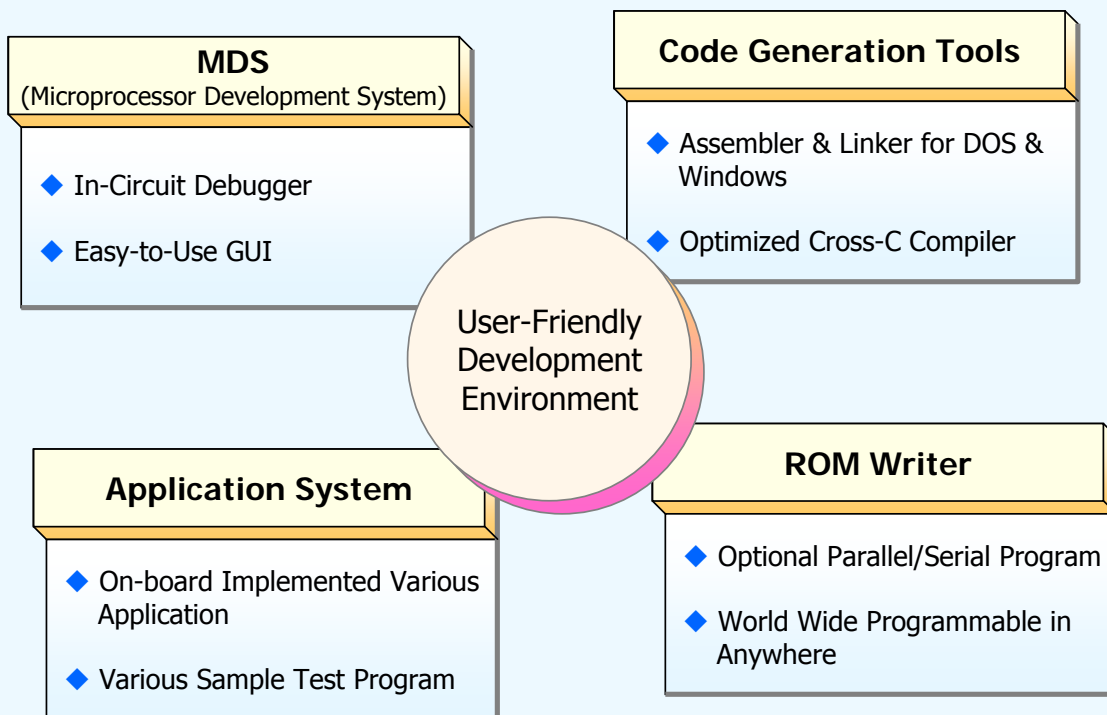 MDS
(Microprocessor Development System)
In-Circuit Debugger
Easy-to-Use GUI
Code Generation Tools
Assembler & Linker for DOS &
Windows
Optimized Cross-C Compiler
User-Friendly
Development
Environment
Application System
On-board Implemented Various
Application
Various Sample Test Program
ROM Writer
Optional Parallel/Serial Program
World Wide Programmable in
Anywhere